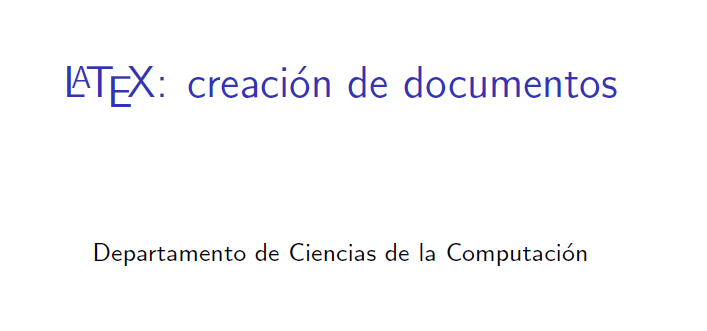 LATEX: creación de documentos
Departamento de Ciencias de la Computación